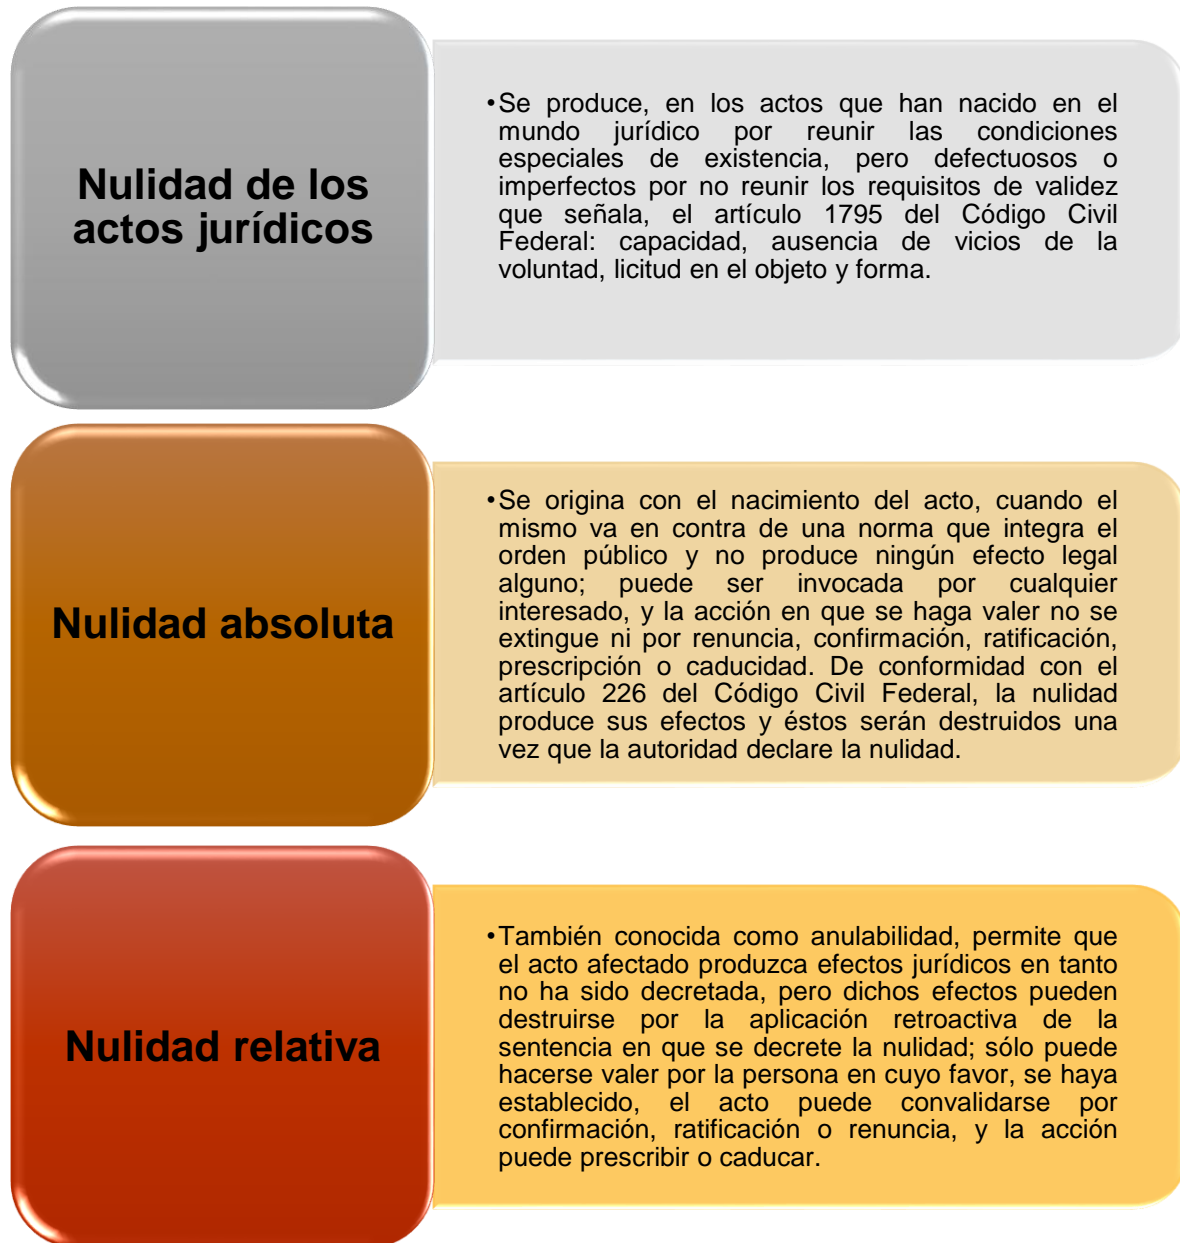 Nulidad de los
actos jurídicos
•Se produce, en los actos que han nacido en el
mundo jurídico por reunir las condiciones
especiales de existencia, pero defectuosos o
imperfectos por no reunir los requisitos de validez
que señala, el artículo 1795 del Código Civil
Federal: capacidad, ausencia de vicios de la
voluntad, licitud en el objeto y forma.
Nulidad absoluta
•Se origina con el nacimiento del acto, cuando el
mismo va en contra de una norma que integra el
orden público y no produce ningún efecto legal
alguno; puede ser invocada por cualquier
interesado, y la acción en que se haga valer no se
extingue ni por renuncia, confirmación, ratificación,
prescripción o caducidad. De conformidad con el
artículo 226 del Código Civil Federal, la nulidad
produce sus efectos y éstos serán destruidos una
vez que la autoridad declare la nulidad.
Nulidad relativa
•También conocida como anulabilidad, permite que
el acto afectado produzca efectos jurídicos en tanto
no ha sido decretada, pero dichos efectos pueden
destruirse por la aplicación retroactiva de la
sentencia en que se decrete la nulidad; sólo puede
hacerse valer por la persona en cuyo favor, se haya
establecido, el acto puede convalidarse por
confirmación, ratificación o renuncia, y la acción
puede prescribir o caducar.